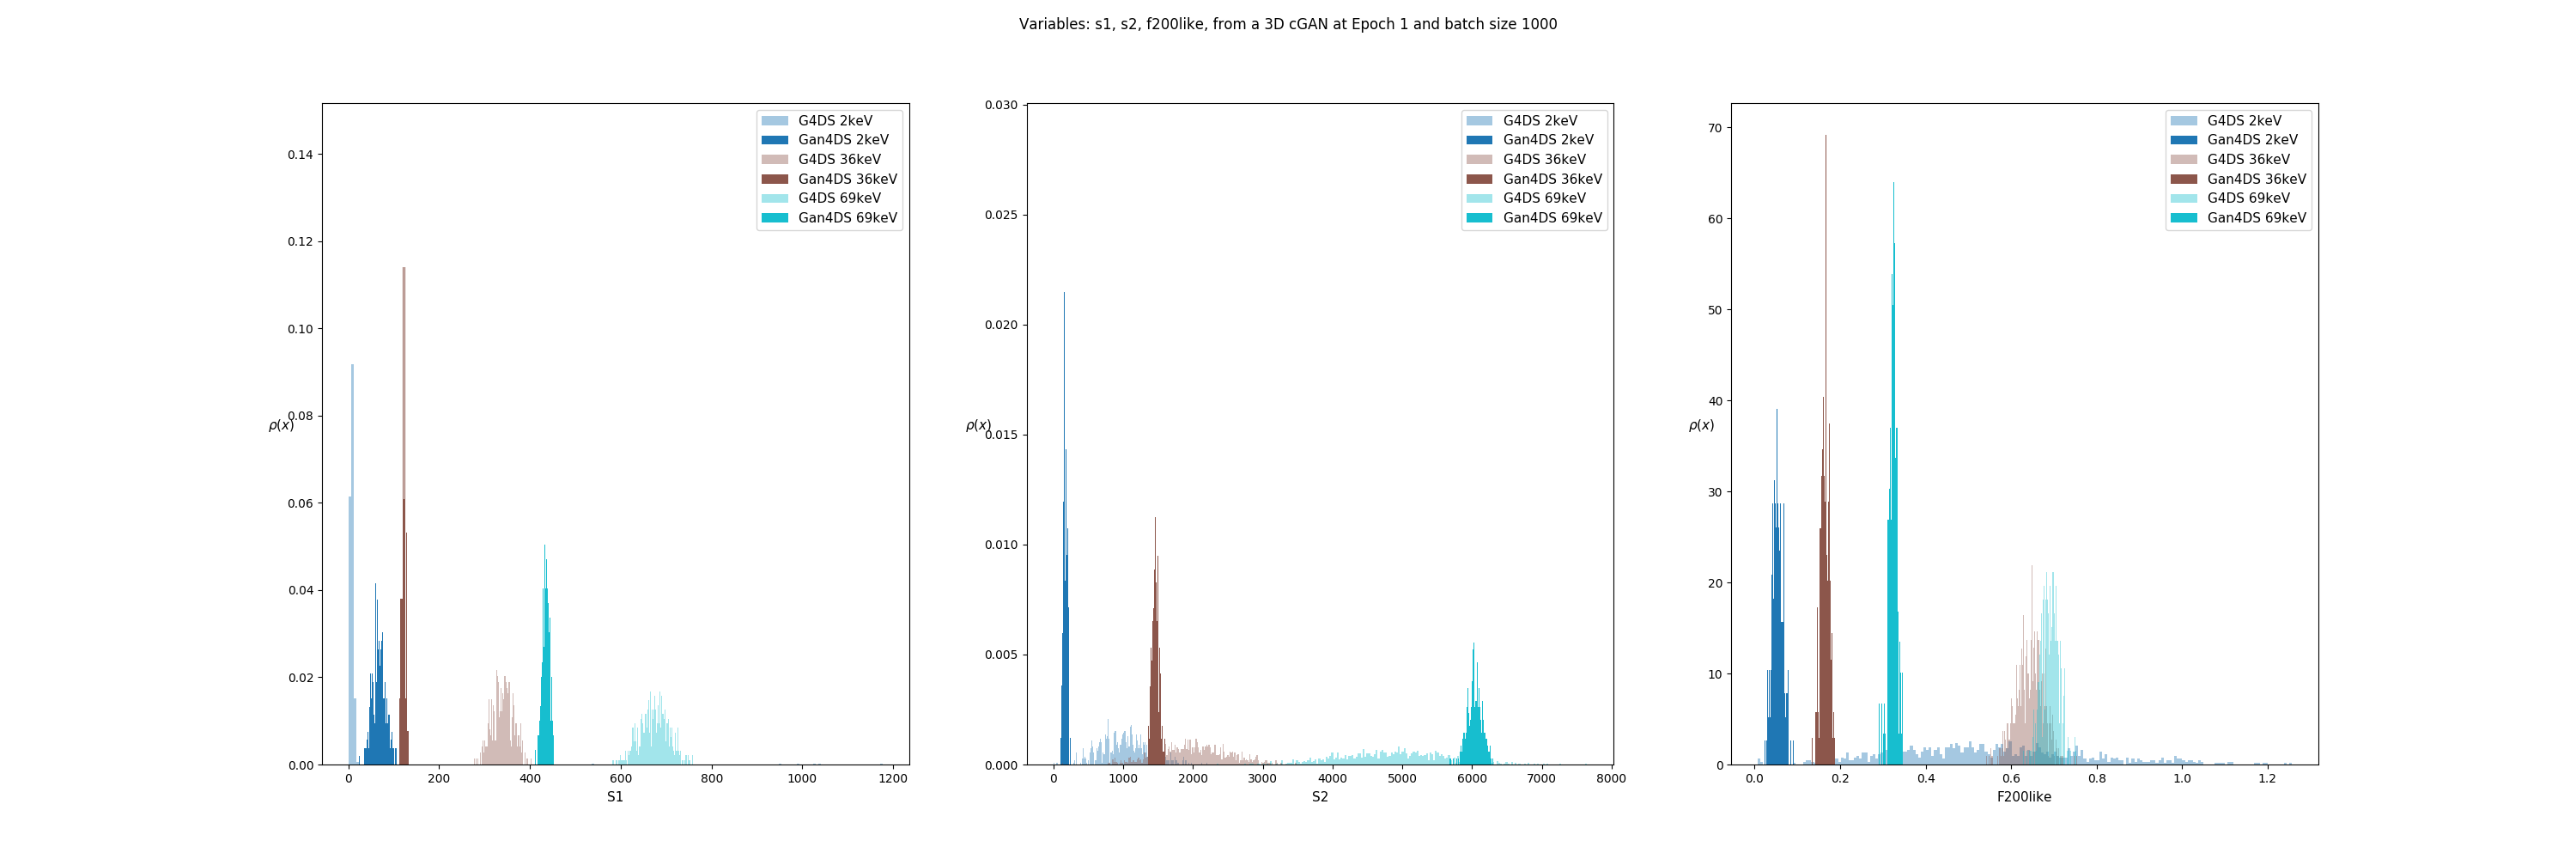 Variables: s1, s2, f200like, from a 3D cGAN at Epoch 1 and batch size 1000
G4DS 2keV
Gan4DS 2keV
G4DS 36keV
Gan4DS 36keV
G4DS 69keV
Gan4DS 69keV
0.14
0.12
0.10
0.08
0.06
0.04
0.02
0.00
ρ(x)
0
200
400
600
800
1000
1200
S1
G4DS 2keV
Gan4DS 2keV
G4DS 36keV
Gan4DS 36keV
G4DS 69keV
Gan4DS 69keV
0.030
0.025
0.020
0.015
0.010
0.005
0.000
ρ(x)
0
1000
2000
3000
4000
5000
6000
7000
8000
S2
G4DS 2keV
Gan4DS 2keV
G4DS 36keV
Gan4DS 36keV
G4DS 69keV
Gan4DS 69keV
70
60
50
40
30
20
10
0
ρ(x)
0.0
0.2
0.4
0.6
0.8
1.0
1.2
F200like